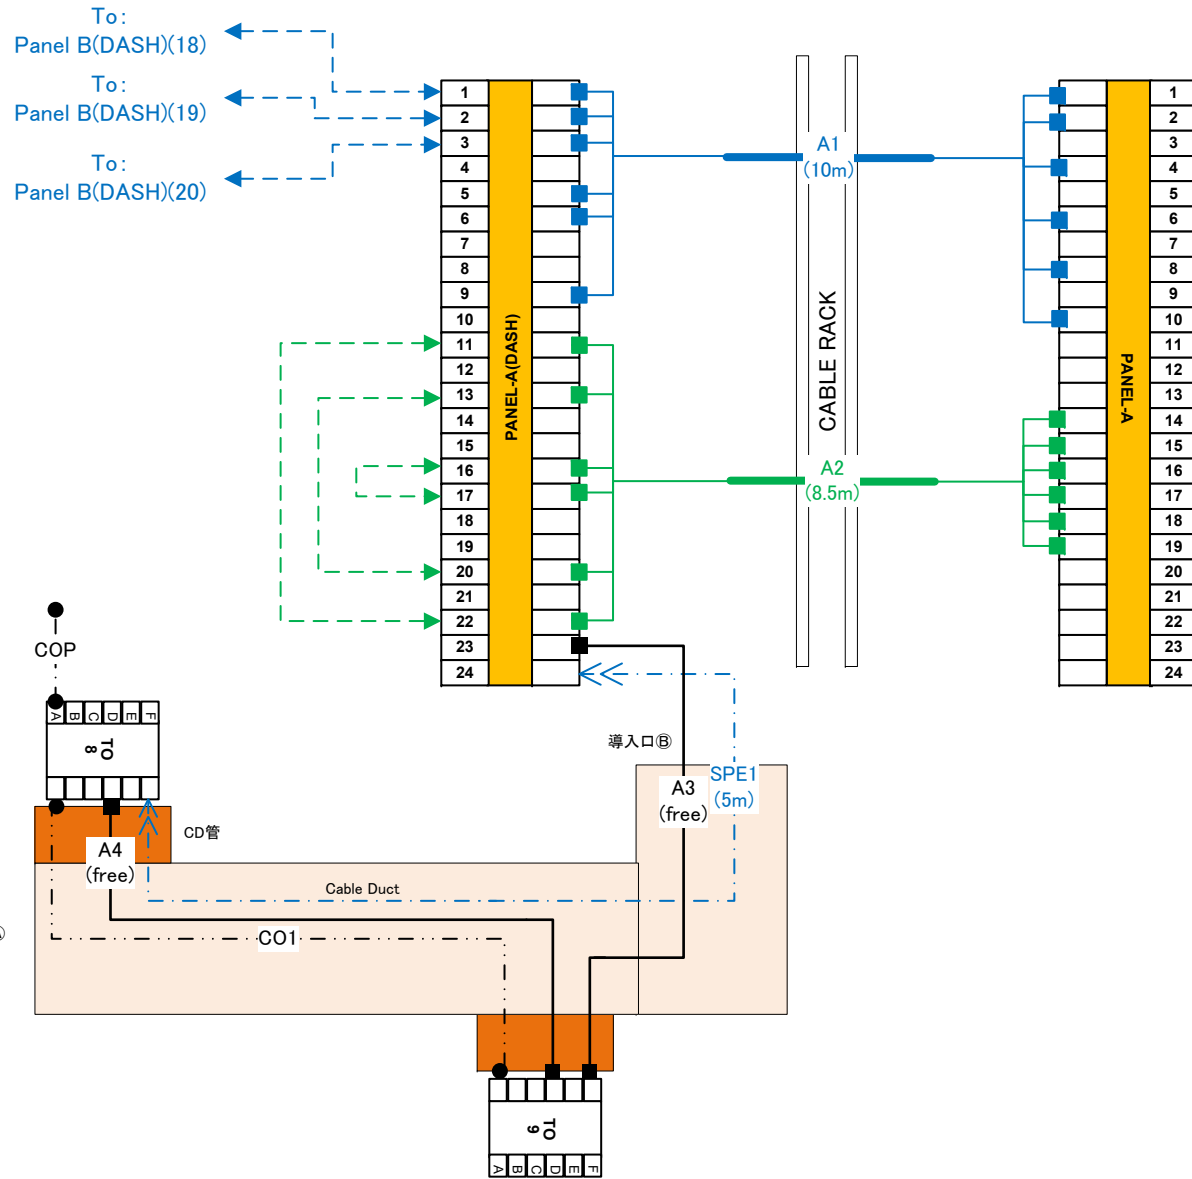 To:
Panel B(DASH)(18)
To:
Panel B(DASH)(19)
To:
Panel B(DASH)(20)
1
2
3
4
5
6
7
8
9
10
11
12
13
14
15
16
17
18
19
20
21
22
23
24
PANEL-A(DASH)
A1
(10m)
CABLE RACK
A2
(8.5m)
PANEL-A
1
2
3
4
5
6
7
8
9
10
11
12
13
14
15
16
17
18
19
20
21
22
23
24
COP
A B C D E F
TO
8
導入口Ⓑ
SPE1
(5m)
A3
(free)
CD管
A4
(free)
Cable Duct
CO1
TO
9
A B C D E F